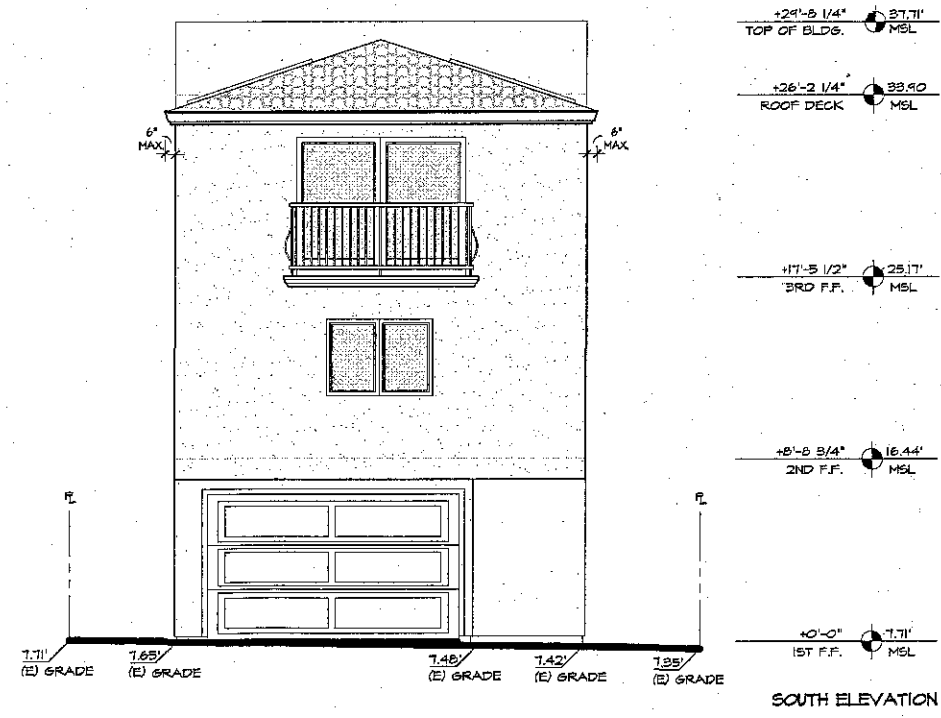 +29'-8 1/4" 37.71'
TOP OF BLDG. MSL
+26'-2 1/4" 33.90
ROOF DECK MSL
6"
MAX.
6"
MAX.
+17'-5 1/2" 25.17'
3RD F.F. MSL
+8'-8 3/4" 16.44'
2ND F.F. MSL
PL
PL
+0'-0" 7.71'
1ST F.F. MSL
7.71'
(E) GRADE
7.65'
(E) GRADE
7.48'
(E) GRADE
7.42'
(E) GRADE
7.35'
(E) GRADE
SOUTH ELEVATION